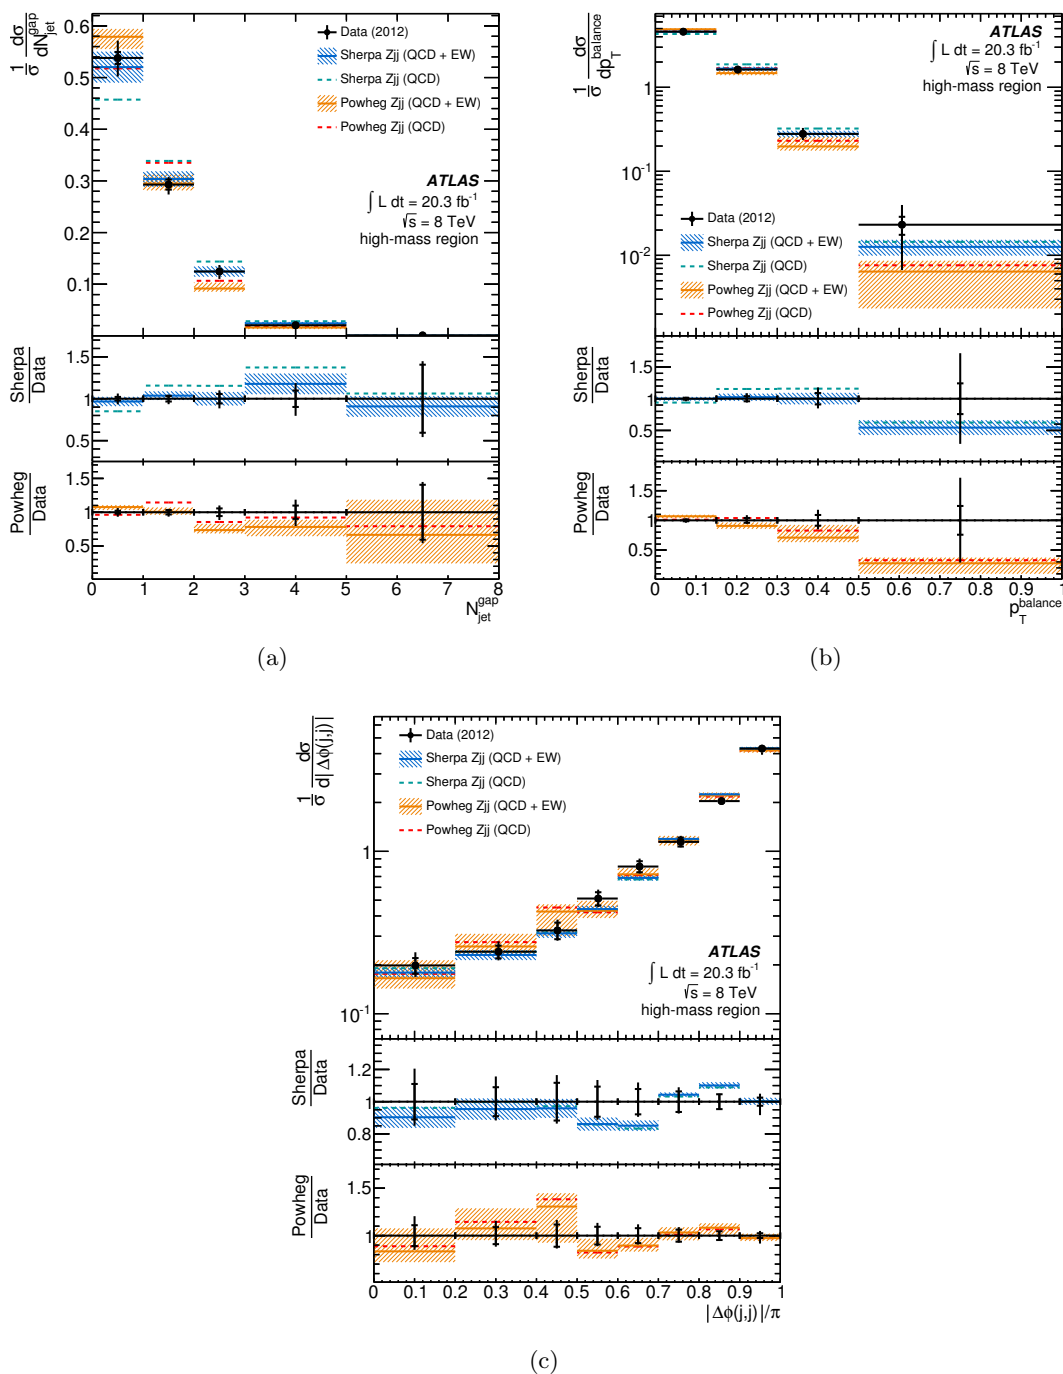 1/σ dσ/dN_jet^gap
0.6
0.5
0.4
0.3
0.2
0.1
Data (2012)
Sherpa Zjj (QCD + EW)
Sherpa Zjj (QCD)
Powheg Zjj (QCD + EW)
Powheg Zjj (QCD)
ATLAS
∫ L dt = 20.3 fb⁻¹
√s = 8 TeV
high-mass region
Sherpa/Data
1.5
1
0.5
Powheg/Data
1.5
1
0.5
0 1 2 3 4 5 6 7 8
N_jet^gap
(a)
1/σ dσ/dp_T^balance
1
10⁻¹
10⁻²
ATLAS
∫ L dt = 20.3 fb⁻¹
√s = 8 TeV
high-mass region
Data (2012)
Sherpa Zjj (QCD + EW)
Sherpa Zjj (QCD)
Powheg Zjj (QCD + EW)
Powheg Zjj (QCD)
Sherpa/Data
1.5
1
0.5
Powheg/Data
1.5
1
0.5
0 0.1 0.2 0.3 0.4 0.5 0.6 0.7 0.8 0.9 1
p_T^balance
(b)
1/σ dσ/d|Δϕ(j,j)|
1
10⁻¹
Data (2012)
Sherpa Zjj (QCD + EW)
Sherpa Zjj (QCD)
Powheg Zjj (QCD + EW)
Powheg Zjj (QCD)
ATLAS
∫ L dt = 20.3 fb⁻¹
√s = 8 TeV
high-mass region
Sherpa/Data
1.2
1
0.8
Powheg/Data
1.5
1
0 0.1 0.2 0.3 0.4 0.5 0.6 0.7 0.8 0.9 1
|Δϕ(j,j)|/π
(c)